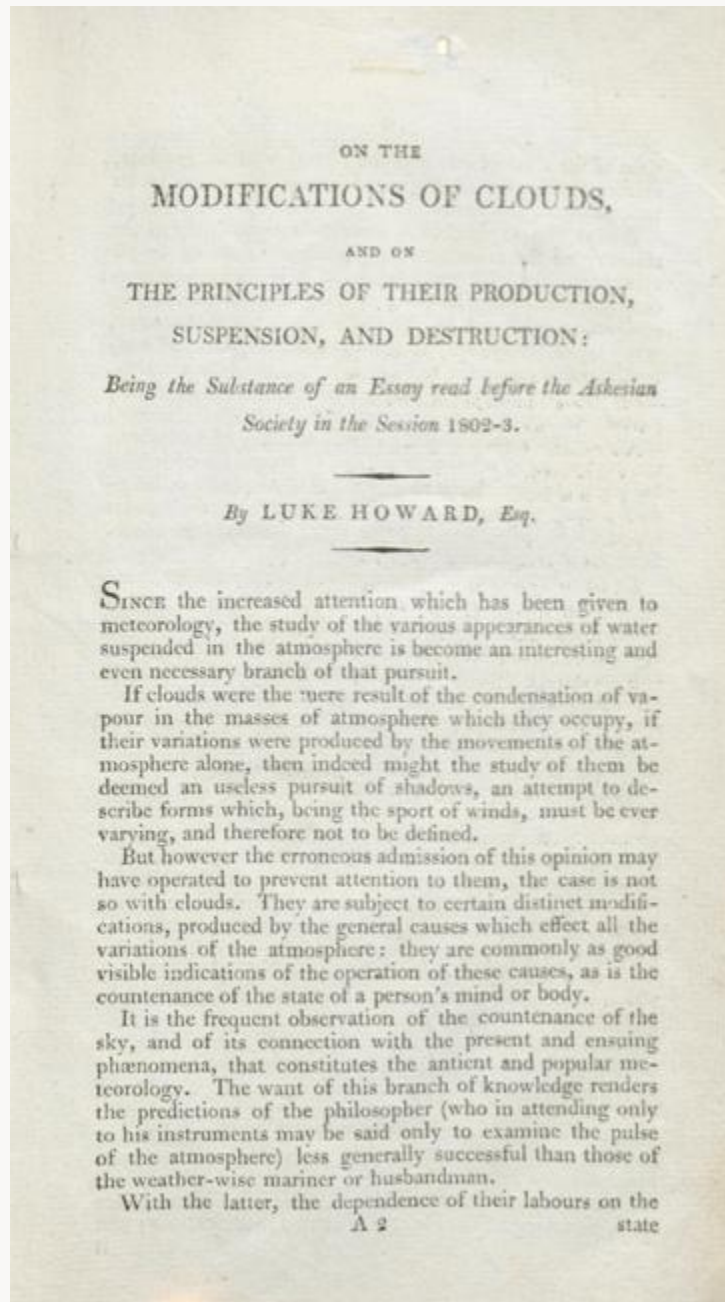 ON THE
MODIFICATIONS OF CLOUDS,
AND ON
THE PRINCIPLES OF THEIR PRODUCTION,
SUSPENSION, AND DESTRUCTION:
Being the Substance of an Essay read before the Askesian
Society in the Session 1802-3.
By LUKE HOWARD, Esq.
SINCE the increased attention which has been given to
meteorology, the study of the various appearances of water
suspended in the atmosphere is become an interesting and
even necessary branch of that pursuit.
If clouds were the mere result of the condensation of va-
pour in the masses of atmosphere which they occupy, if
their variations were produced by the movements of the at-
mosphere alone, then indeed might the study of them be
deemed an useless pursuit of shadows, an attempt to de-
scribe forms which, being the sport of winds, must be ever
varying, and therefore not to be defined.
But however the erroneous admission of this opinion may
have operated to prevent attention to them, the case is not
so with clouds. They are subject to certain distinct modifi-
cations, produced by the general causes which effect all the
variations of the atmosphere: they are commonly as good
visible indications of the operation of these causes, as is the
countenance of the state of a person's mind or body.
It is the frequent observation of the countenance of the
sky, and of its connection with the present and ensuing
phænomena, that constitutes the antient and popular me-
teorology. The want of this branch of knowledge renders
the predictions of the philosopher (who in attending only
to his instruments may be said only to examine the pulse
of the atmosphere) less generally successful than those of
the weather-wise mariner or husbandman.
With the latter, the dependence of their labours on the
A 2 state